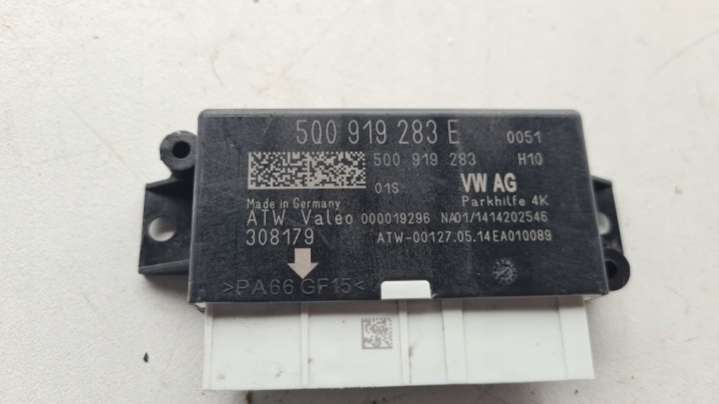 5Q0 919 283 E 0051
5Q0 919 283 H10
01S VW AG
Made in Germany Parkhilfe 4K
ATW Valeo 000019296 NA01/1414202546
308179 ATW-00127.05.14EA010089
>PA66 GF15<